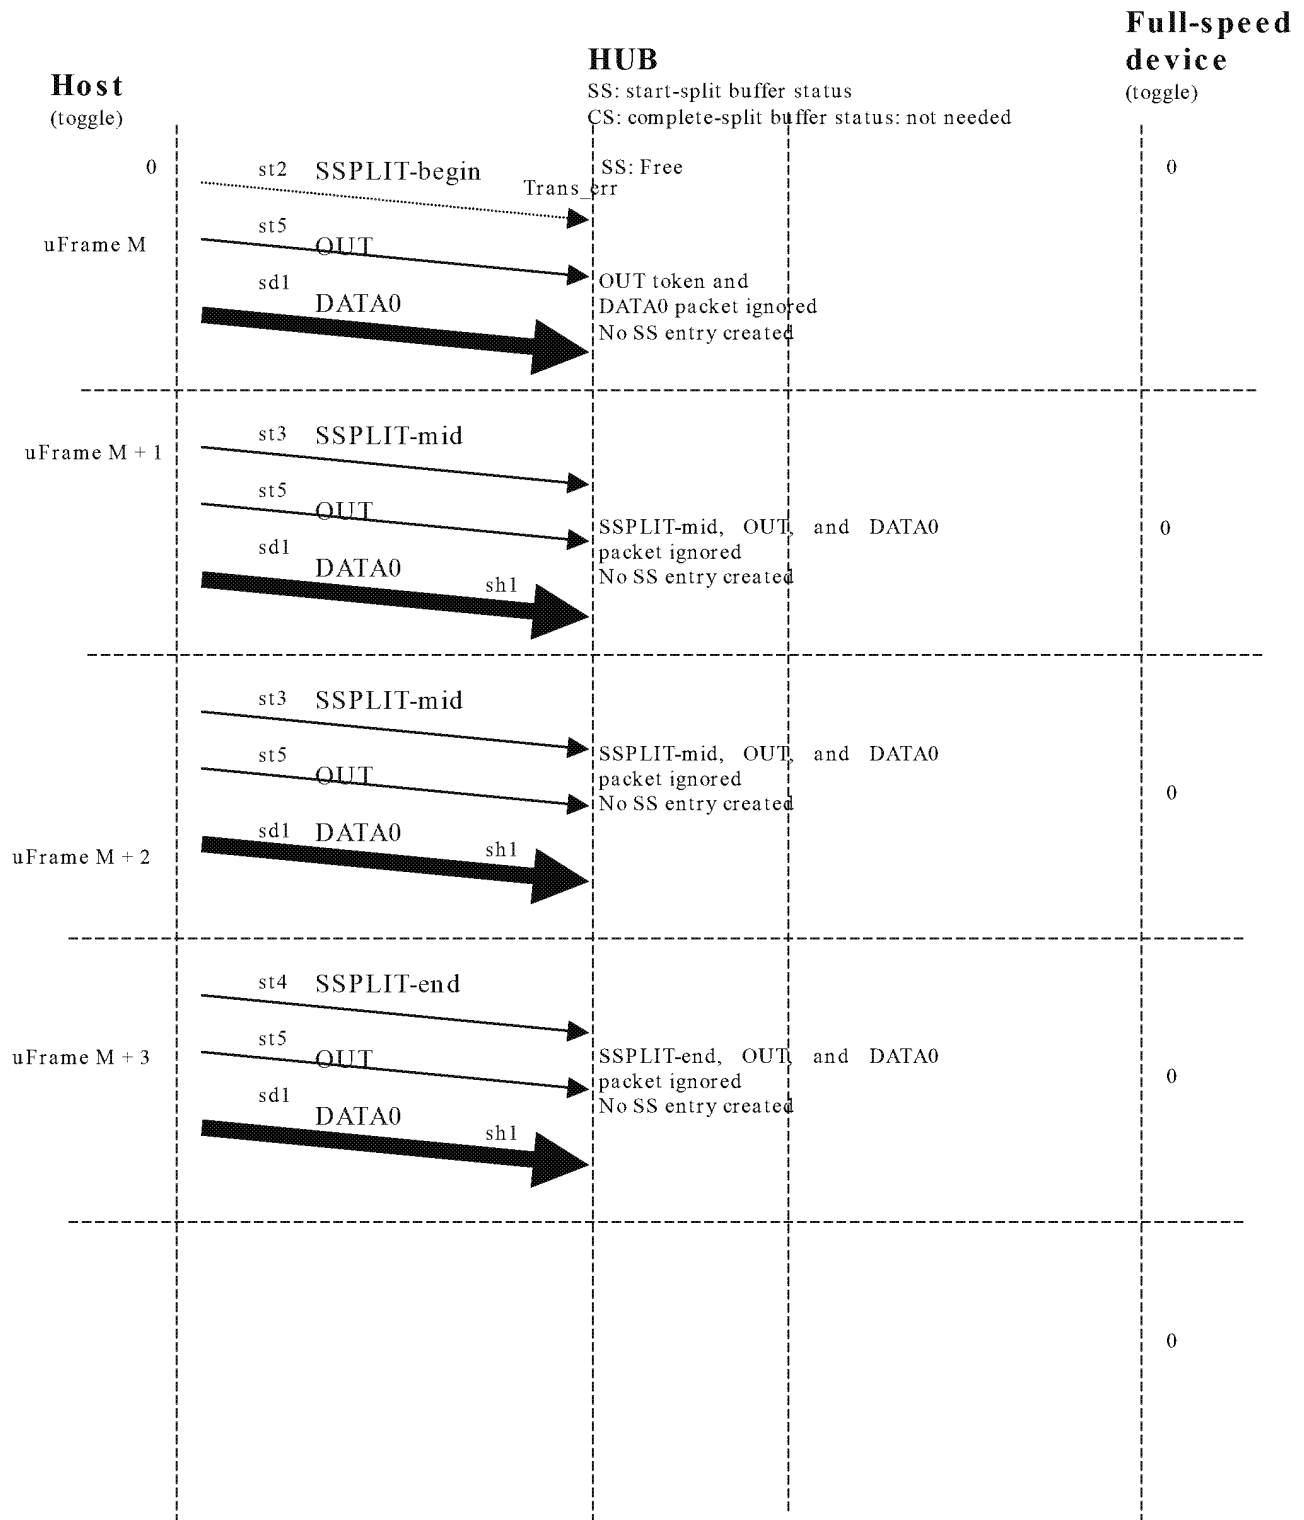 Full-speed
device
(toggle)
HUB
SS: start-split buffer status
CS: complete-split buffer status: not needed
Host
(toggle)
0
st2 SSPLIT-begin
Trans_err
SS: Free
0
uFrame M
st5
OUT
sd1
DATA0
OUT token and
DATA0 packet ignored
No SS entry created
uFrame M + 1
st3 SSPLIT-mid
st5
OUT
sd1
DATA0
sh1
SSPLIT-mid, OUT, and DATA0
packet ignored
No SS entry created
0
st3 SSPLIT-mid
st5
OUT
sd1 DATA0
sh1
SSPLIT-mid, OUT, and DATA0
packet ignored
No SS entry created
0
uFrame M + 2
st4 SSPLIT-end
uFrame M + 3
st5
OUT
sd1
DATA0
sh1
SSPLIT-end, OUT, and DATA0
packet ignored
No SS entry created
0
0